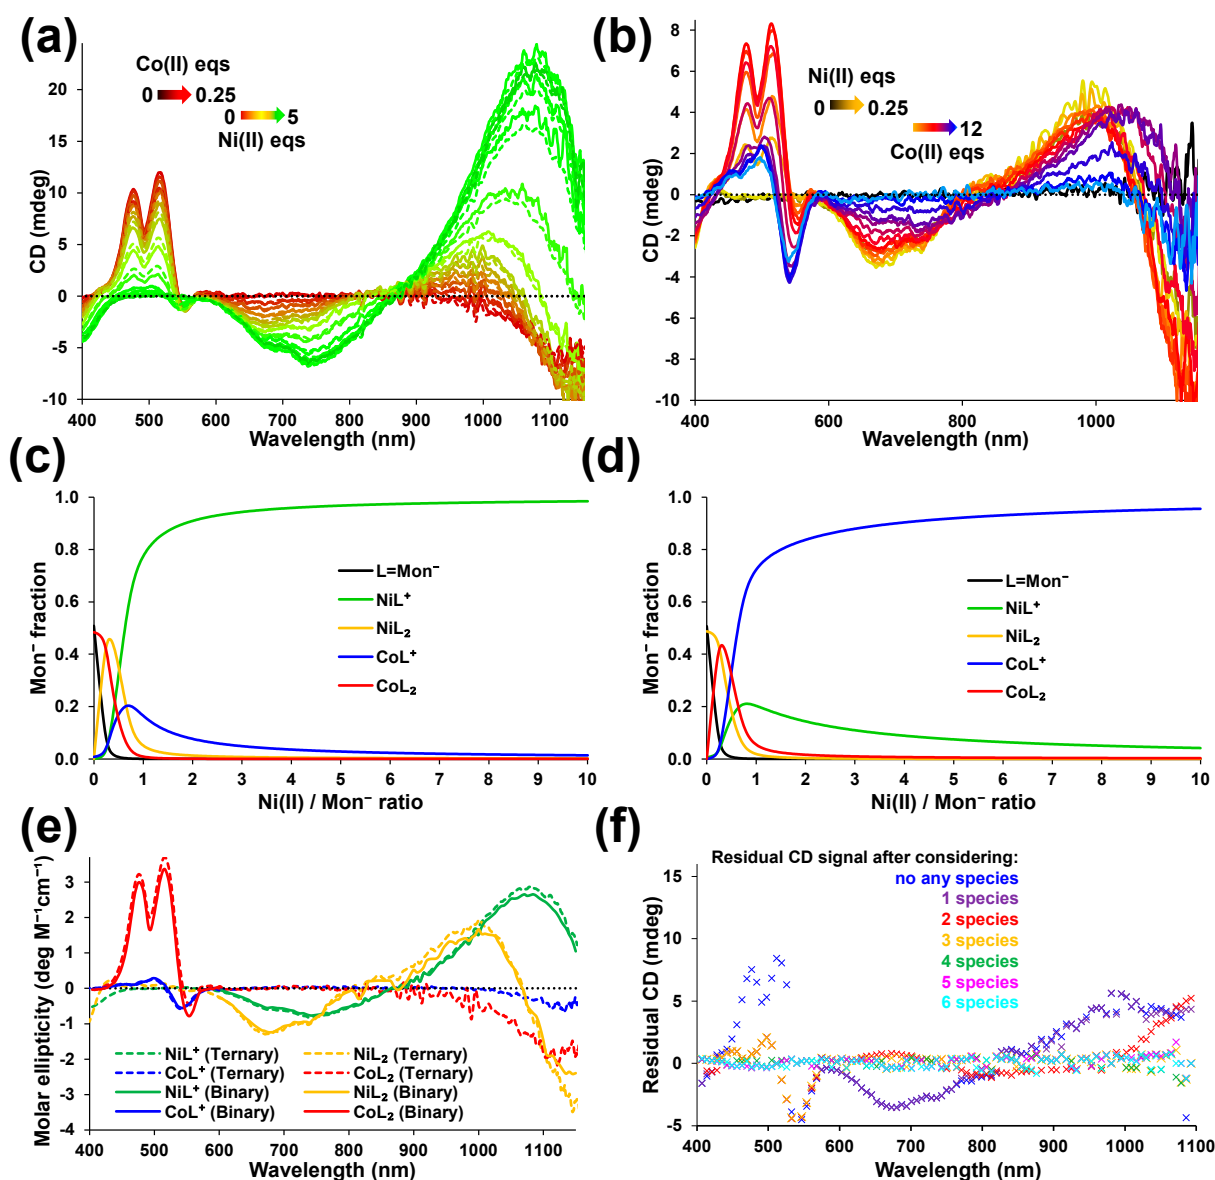 (a)
Co(II) eqs
0 0.25
0 5
Ni(II) eqs
CD (mdeg)
20
15
10
5
0
-5
-10
400 500 600 700 800 900 1000 1100
Wavelength (nm)
(b)
Ni(II) eqs
0 0.25
12
Co(II) eqs
CD (mdeg)
8
6
4
2
0
-2
-4
-6
-8
-10
400 600 800 1000
Wavelength (nm)
(c)
Mon⁻ fraction
1.0
0.8
0.6
0.4
0.2
0.0
L=Mon⁻
NiL⁺
NiL₂
CoL⁺
CoL₂
0 1 2 3 4 5 6 7 8 9 10
Ni(II) / Mon⁻ ratio
(d)
Mon⁻ fraction
1.0
0.8
0.6
0.4
0.2
0.0
L=Mon⁻
NiL⁺
NiL₂
CoL⁺
CoL₂
0 1 2 3 4 5 6 7 8 9 10
Ni(II) / Mon⁻ ratio
(e)
Molar ellipticity (deg M⁻¹cm⁻¹)
3
2
1
0
-1
-2
-3
-4
NiL⁺ (Ternary) NiL₂ (Ternary)
CoL⁺ (Ternary) CoL₂ (Ternary)
NiL⁺ (Binary) NiL₂ (Binary)
CoL⁺ (Binary) CoL₂ (Binary)
400 500 600 700 800 900 1000 1100
Wavelength (nm)
(f)
Residual CD signal after considering:
no any species
1 species
2 species
3 species
4 species
5 species
6 species
Residual CD (mdeg)
15
10
5
0
-5
400 500 600 700 800 900 1000 1100
Wavelength (nm)